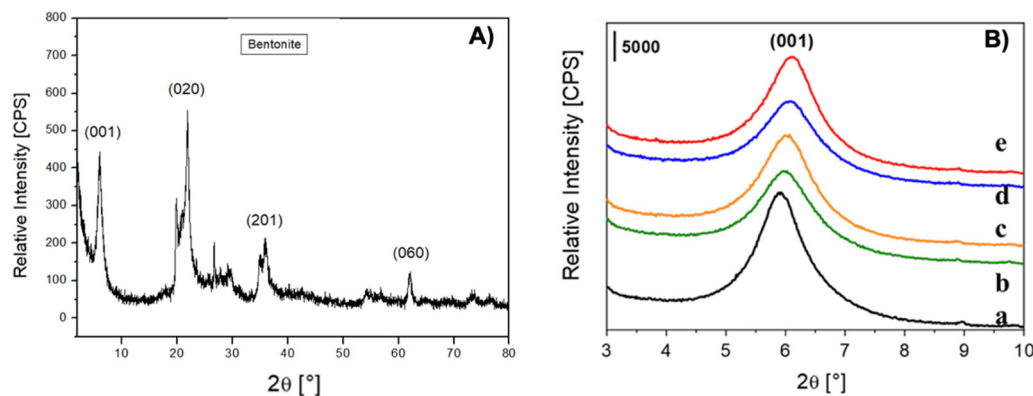 A)
Bentonite
(020)
(001)
(201)
(060)
800
700
600
500
400
300
200
100
0
Relative Intensity [CPS]
10 20 30 40 50 60 70 80
2θ [°]
B)
5000
(001)
e
d
c
b
a
Relative Intensity [CPS]
3 4 5 6 7 8 9 10
2θ [°]